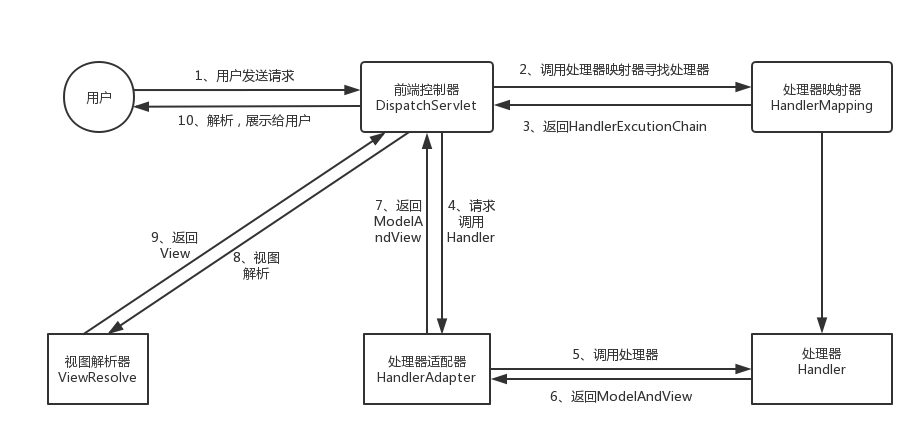 1、用户发送请求
2、调用处理器映射器寻找处理器
用户
前端控制器
DispatchServlet
处理器映射器
HandlerMapping
10、解析，展示给用户
3、返回HandlerExcutionChain
7、返回
ModelA
ndView
4、请求
调用
Handler
9、返回
View
8、视图
解析
视图解析器
ViewResolve
处理器适配器
HandlerAdapter
5、调用处理器
6、返回ModelAndView
处理器
Handler